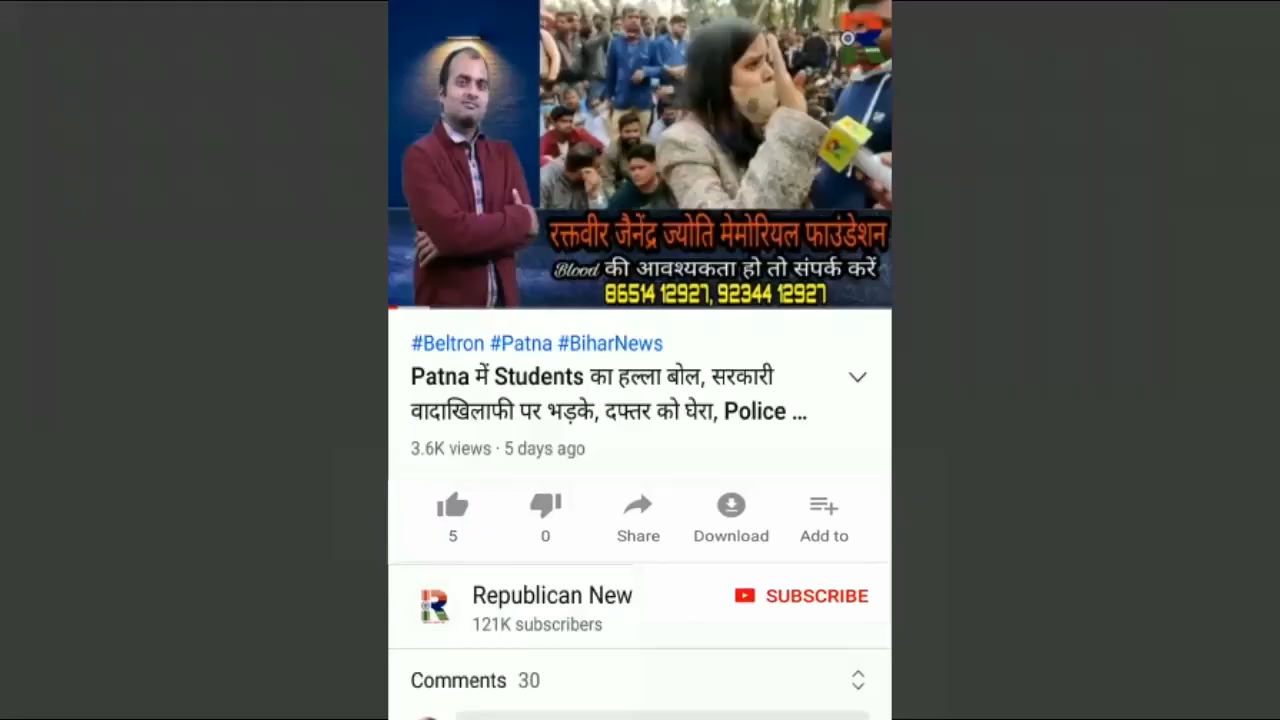 रक्तवीर जैनेंद्र ज्योति मेमोरियल फाउंडेशन
Blood की आवश्यकता हो तो संपर्क करें
86514 12927, 92344 12927
#Beltron #Patna #BiharNews
Patna में Students का हल्ला बोल, सरकारी
वादाखिलाफी पर भड़के, दफ्तर को घेरा, Police ...
3.6K views · 5 days ago
5
0
Share
Download
Add to
Republican New
SUBSCRIBE
121K subscribers
Comments 30